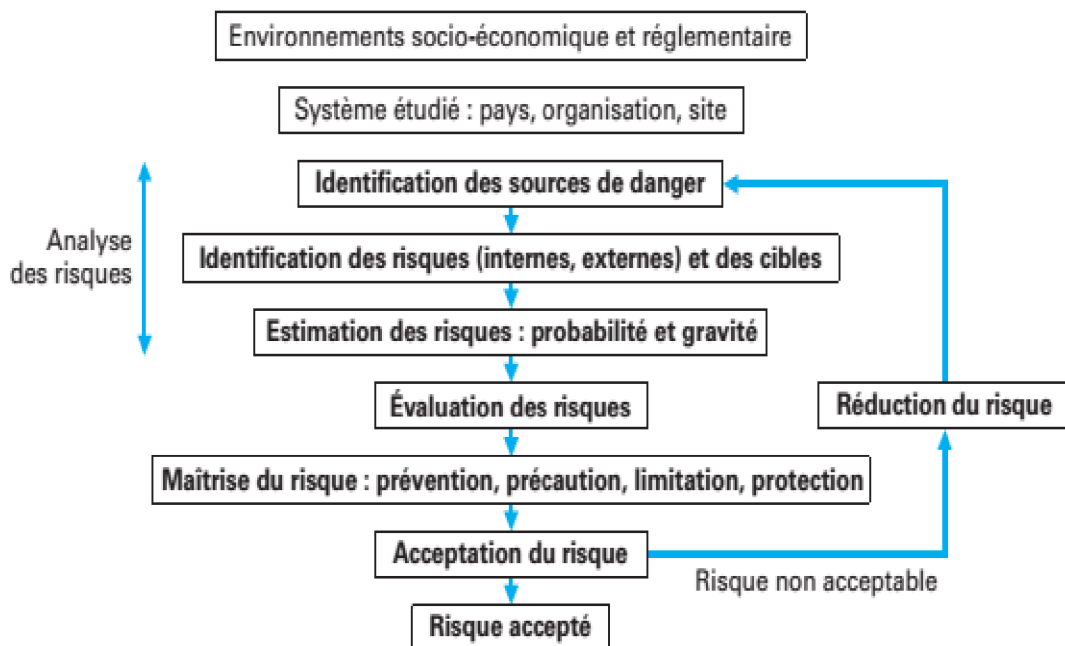 Environnements socio-économique et réglementaire
Système étudié : pays, organisation, site
Identification des sources de danger
Analyse
des risques
Identification des risques (internes, externes) et des cibles
Estimation des risques : probabilité et gravité
Évaluation des risques
Réduction du risque
Maîtrise du risque : prévention, précaution, limitation, protection
Acceptation du risque
Risque non acceptable
Risque accepté